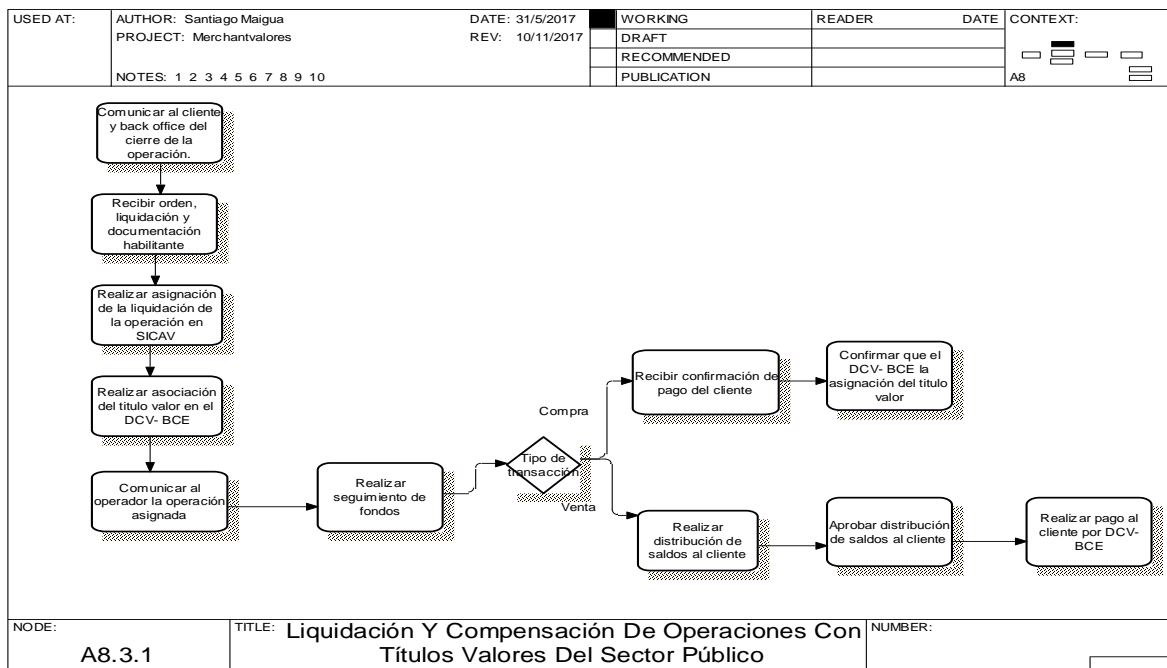 USED AT:
AUTHOR: Santiago Maigua
DATE: 31/5/2017
PROJECT: Merchantvalores
REV: 10/11/2017
NOTES: 1 2 3 4 5 6 7 8 9 10
WORKING
DRAFT
RECOMMENDED
PUBLICATION
READER
DATE
CONTEXT:
A8
Comunicar al cliente
y back office del
cierre de la
operación.
Recibir orden,
liquidación y
documentación
habilitante
Realizar asignación
de la liquidación de
la operación en
SICAV
Realizar asociación
del titulo valor en el
DCV- BCE
Comunicar al
operador la operación
asignada
Realizar
seguimiento de
fondos
Tipo de
transacción
Compra
Recibir confirmación de
pago del cliente
Confirmar que el
DCV- BCE la
asignación del titulo
valor
Venta
Realizar
distribución de
saldos al cliente
Aprobar distribución
de saldos al cliente
Realizar pago al
cliente por DCV-
BCE
NODE:
A8.3.1
TITLE:
Liquidación Y Compensación De Operaciones Con
Títulos Valores Del Sector Público
NUMBER: